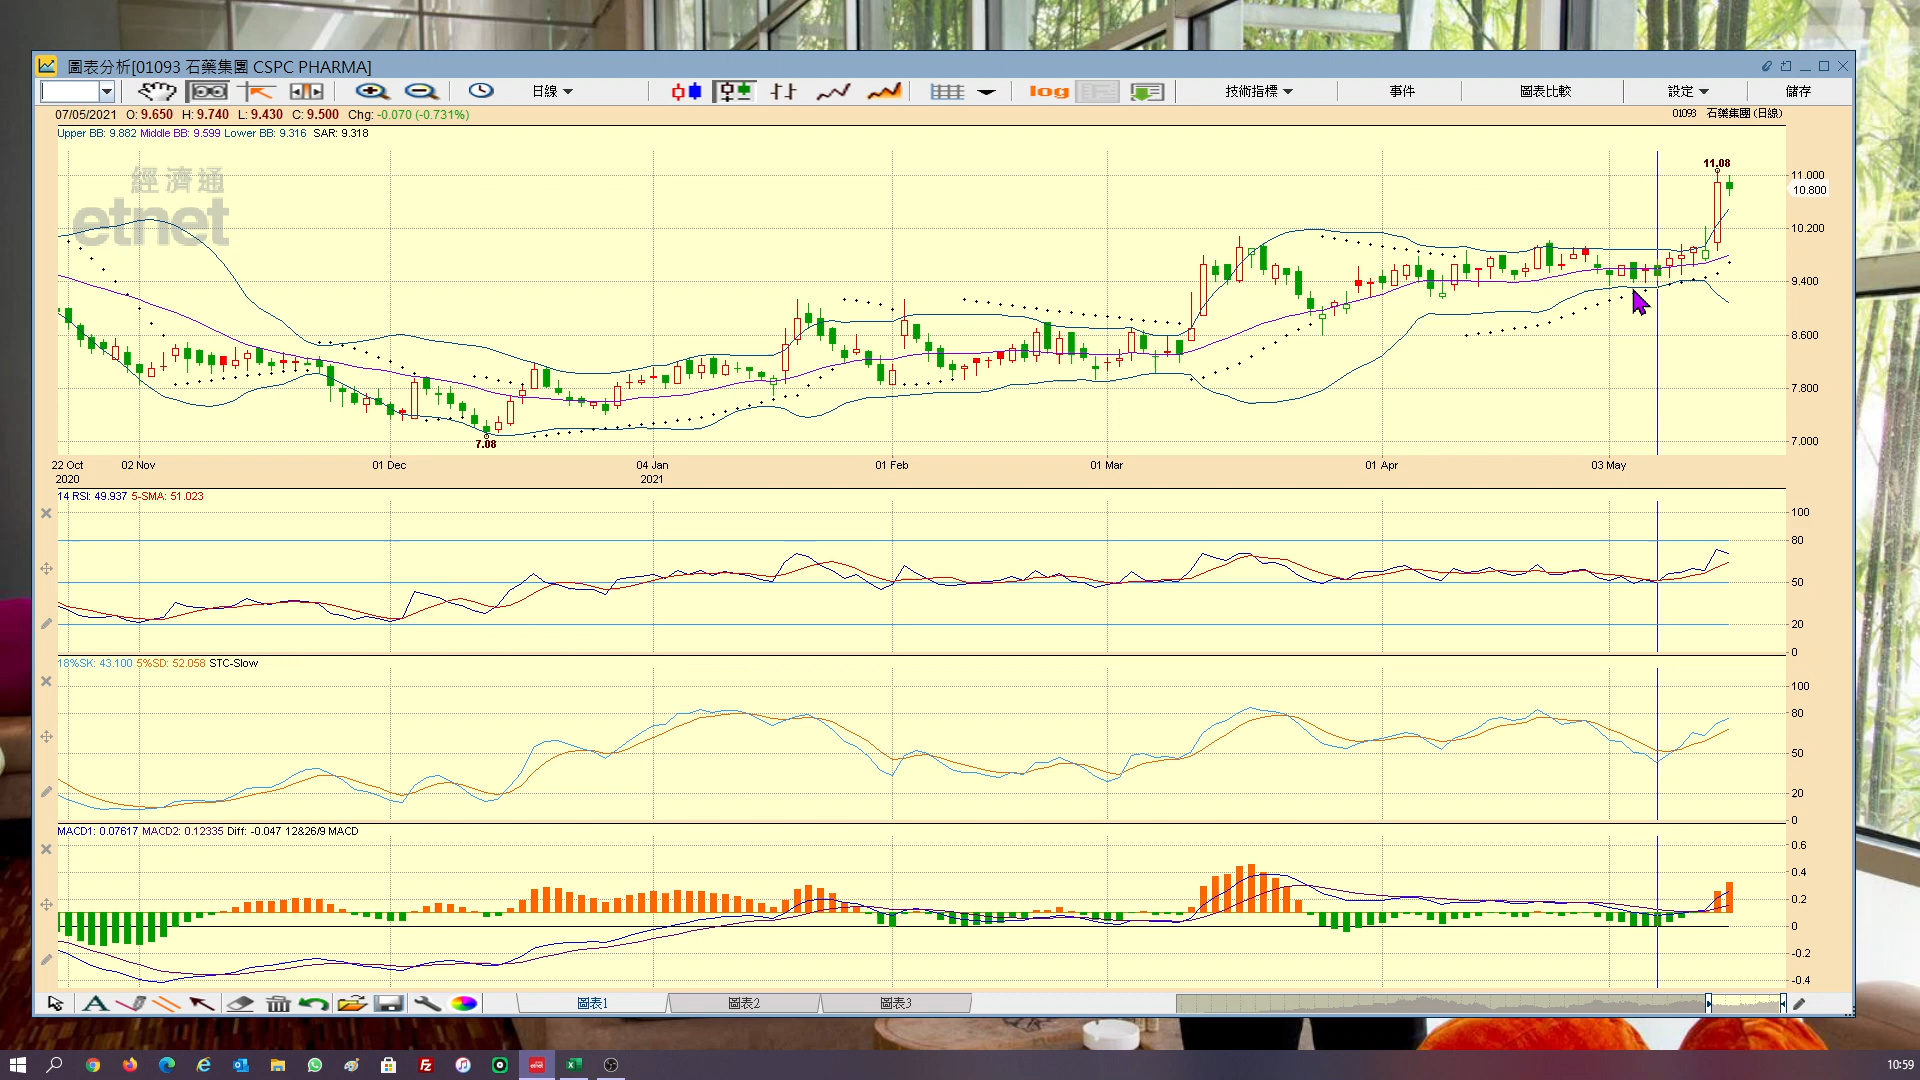 圖表分析[01093 石藥集團 CSPC PHARMA]
日線
log
技術指標
事件
圖表比較
設定
儲存
07/05/2021 O: 9.650 H: 9.740 L: 9.430 C: 9.500 Chg: -0.070 (-0.731%)
01093 石藥集團 (日線)
Upper BB: 9.882 Middle BB: 9.599 Lower BB: 9.316 SAR: 9.318
經濟通
etnet
11.08
7.08
11.000
10.800
10.200
9.400
8.600
7.800
7.000
22 Oct 02 Nov 01 Dec 04 Jan 01 Feb 01 Mar 01 Apr 03 May
2020 2021
14 RSI: 49.937 5-SMA: 51.023
100
80
50
20
0
18%SK: 43.100 5%SD: 52.058 STC-Slow
100
80
50
20
0
MACD1: 0.07617 MACD2: 0.12335 Diff: -0.047 12&26/9 MACD
0.6
0.4
0.2
0
-0.2
-0.4
圖表1
圖表2
圖表3
10:59